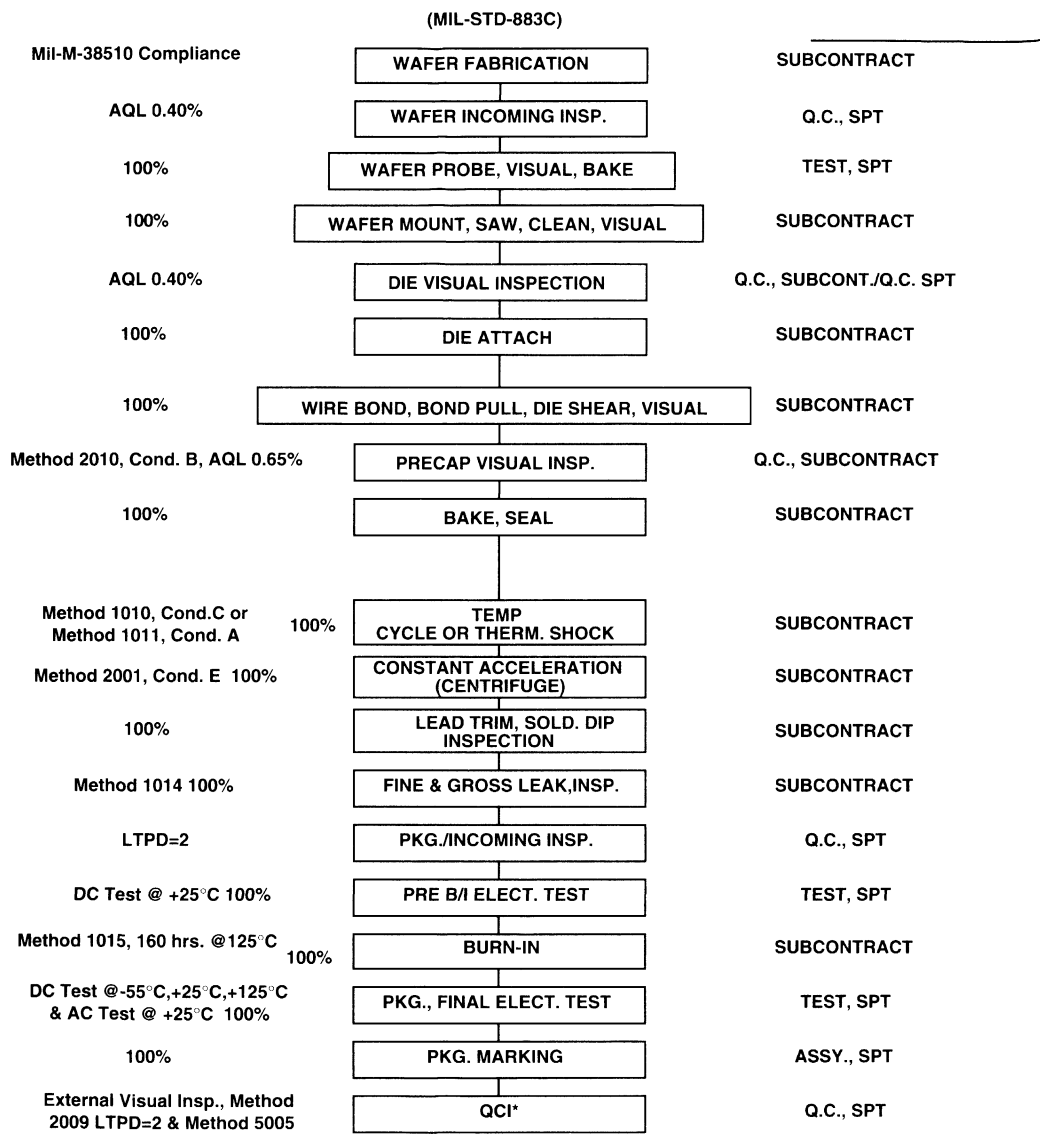 (MIL-STD-883C)
Mil-M-38510 Compliance
WAFER FABRICATION
SUBCONTRACT
AQL 0.40%
WAFER INCOMING INSP.
Q.C., SPT
100%
WAFER PROBE, VISUAL, BAKE
TEST, SPT
100%
WAFER MOUNT, SAW, CLEAN, VISUAL
SUBCONTRACT
AQL 0.40%
DIE VISUAL INSPECTION
Q.C., SUBCONT./Q.C. SPT
100%
DIE ATTACH
SUBCONTRACT
100%
WIRE BOND, BOND PULL, DIE SHEAR, VISUAL
SUBCONTRACT
Method 2010, Cond. B, AQL 0.65%
PRECAP VISUAL INSP.
Q.C., SUBCONTRACT
100%
BAKE, SEAL
SUBCONTRACT
Method 1010, Cond.C or
Method 1011, Cond. A
100%
TEMP
CYCLE OR THERM. SHOCK
SUBCONTRACT
Method 2001, Cond. E 100%
CONSTANT ACCELERATION
(CENTRIFUGE)
SUBCONTRACT
100%
LEAD TRIM, SOLD. DIP
INSPECTION
SUBCONTRACT
Method 1014 100%
FINE & GROSS LEAK,INSP.
SUBCONTRACT
LTPD=2
PKG./INCOMING INSP.
Q.C., SPT
DC Test @ +25°C 100%
PRE B/I ELECT. TEST
TEST, SPT
Method 1015, 160 hrs. @125°C
100%
BURN-IN
SUBCONTRACT
DC Test @-55°C,+25°C,+125°C
& AC Test @ +25°C 100%
PKG., FINAL ELECT. TEST
TEST, SPT
100%
PKG. MARKING
ASSY., SPT
External Visual Insp., Method
2009 LTPD=2 & Method 5005
QCI*
Q.C., SPT